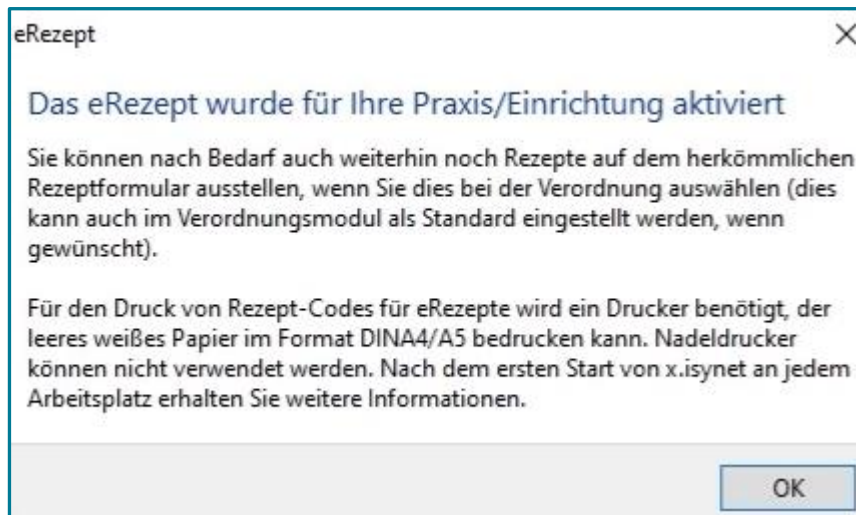 eRezept
Das eRezept wurde für Ihre Praxis/Einrichtung aktiviert
Sie können nach Bedarf auch weiterhin noch Rezepte auf dem herkömmlichen
Rezeptformular ausstellen, wenn Sie dies bei der Verordnung auswählen (dies
kann auch im Verordnungsmodul als Standard eingestellt werden, wenn
gewünscht).
Für den Druck von Rezept-Codes für eRezepte wird ein Drucker benötigt, der
leeres weißes Papier im Format DINA4/A5 bedrucken kann. Nadeldrucker
können nicht verwendet werden. Nach dem ersten Start von x.isynet an jedem
Arbeitsplatz erhalten Sie weitere Informationen.
OK